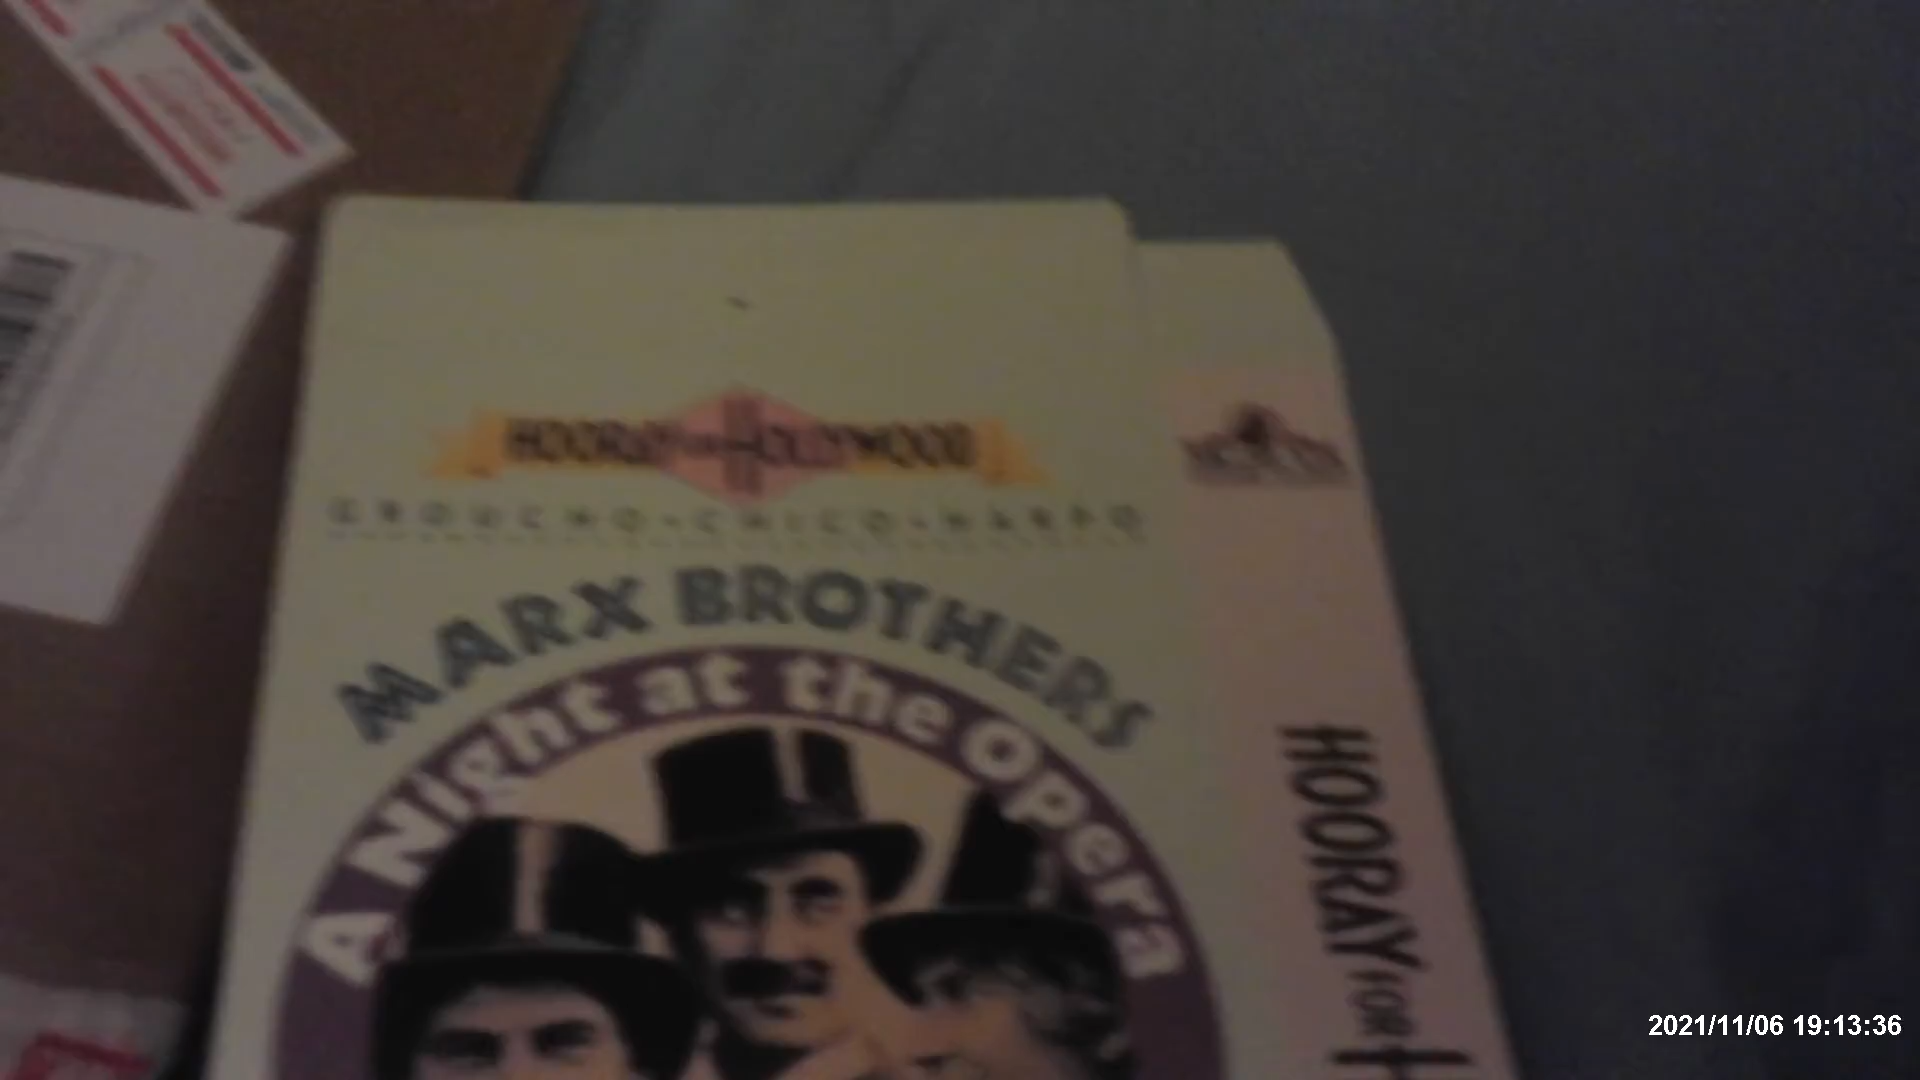 HOORAY FOR HOLLYWOOD
GROUCHO • CHICO • HARPO
MARX BROTHERS
A Night at the Opera
HOORAY FOR H
2021/11/06 19:13:36